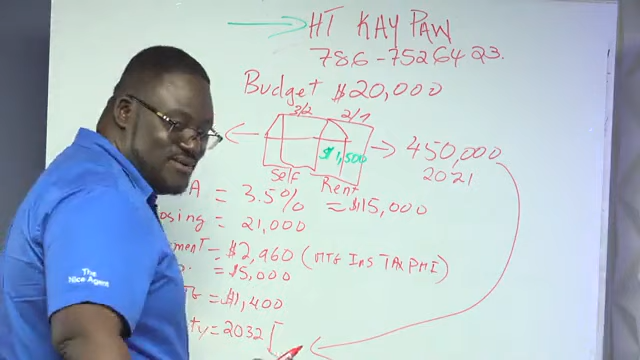 HT KAY PAW
786-7526423
Budget $20,000
3/2 2/1
$1,500
450,000
2021
Self Rent
A = 3.5% = $15,000
osing = 21,000
ment = $2,960 (MTG INS TAX PMI)
= $5,000
TG = $1,400
ty = 2032
The
Nice Agent